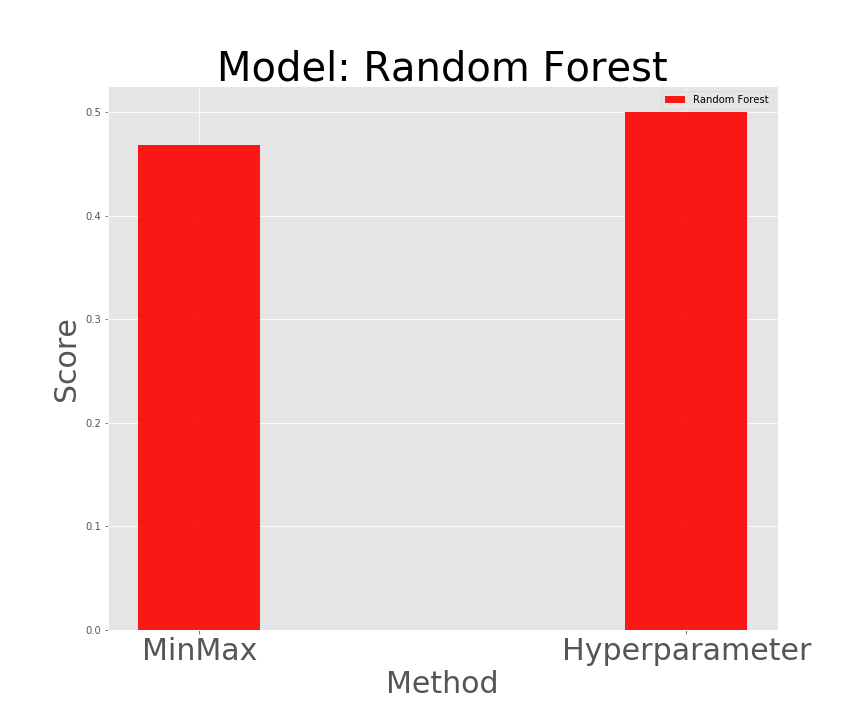 Model: Random Forest
Random Forest
0.5
0.4
0.3
0.2
0.1
0.0
Score
MinMax
Hyperparameter
Method